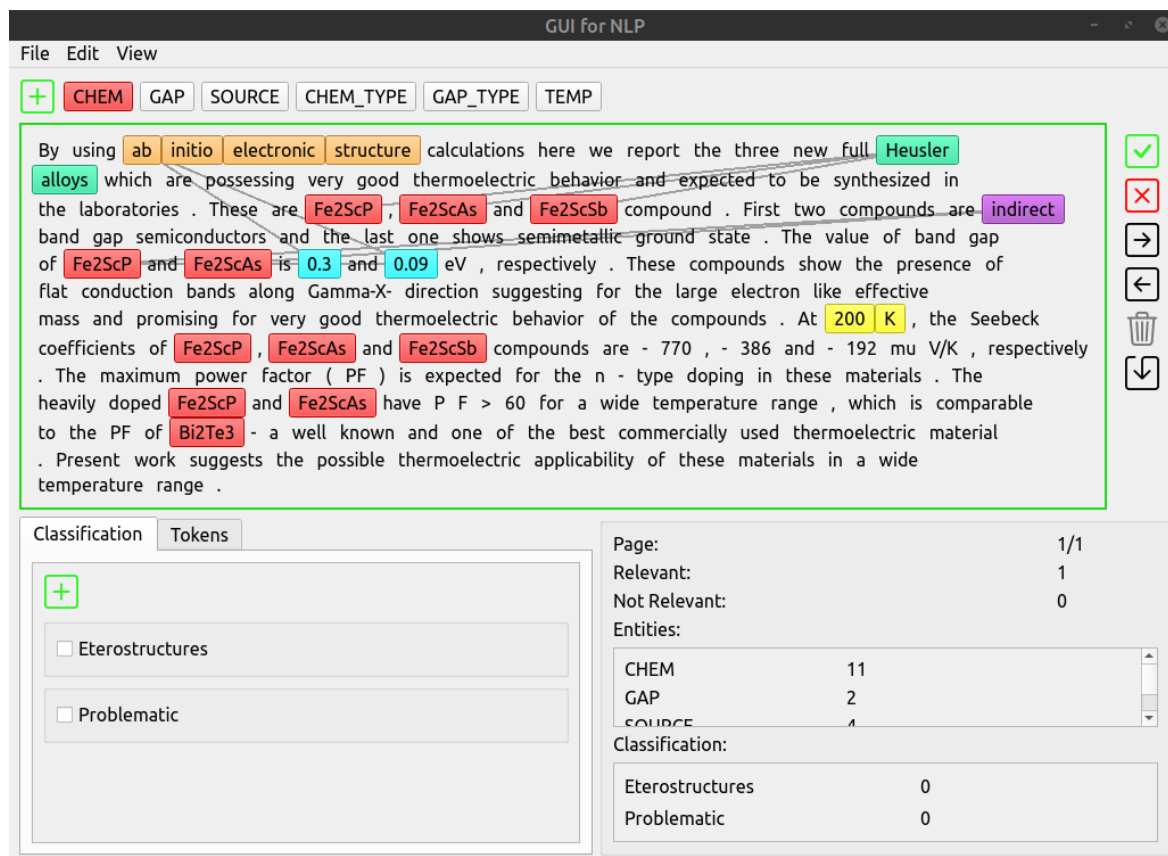 GUI for NLP
File Edit View
CHEM GAP SOURCE CHEM_TYPE GAP_TYPE TEMP
By using ab initio electronic structure calculations here we report the three new full Heusler
alloys which are possessing very good thermoelectric behavior and expected to be synthesized in
the laboratories . These are Fe2ScP , Fe2ScAs and Fe2ScSb compound . First two compounds are indirect
band gap semiconductors and the last one shows semimetallic ground state . The value of band gap
of Fe2ScP and Fe2ScAs is 0.3 and 0.09 eV , respectively . These compounds show the presence of
flat conduction bands along Gamma-X- direction suggesting for the large electron like effective
mass and promising for very good thermoelectric behavior of the compounds . At 200 K , the Seebeck
coefficients of Fe2ScP , Fe2ScAs and Fe2ScSb compounds are - 770 , - 386 and - 192 mu V/K , respectively
. The maximum power factor ( PF ) is expected for the n - type doping in these materials . The
heavily doped Fe2ScP and Fe2ScAs have P F > 60 for a wide temperature range , which is comparable
to the PF of Bi2Te3 - a well known and one of the best commercially used thermoelectric material
. Present work suggests the possible thermoelectric applicability of these materials in a wide
temperature range .
Classification Tokens
Eterostructures
Problematic
Page: 1/1
Relevant: 1
Not Relevant: 0
Entities:
CHEM 11
GAP 2
SOURCE 4
Classification:
Eterostructures 0
Problematic 0